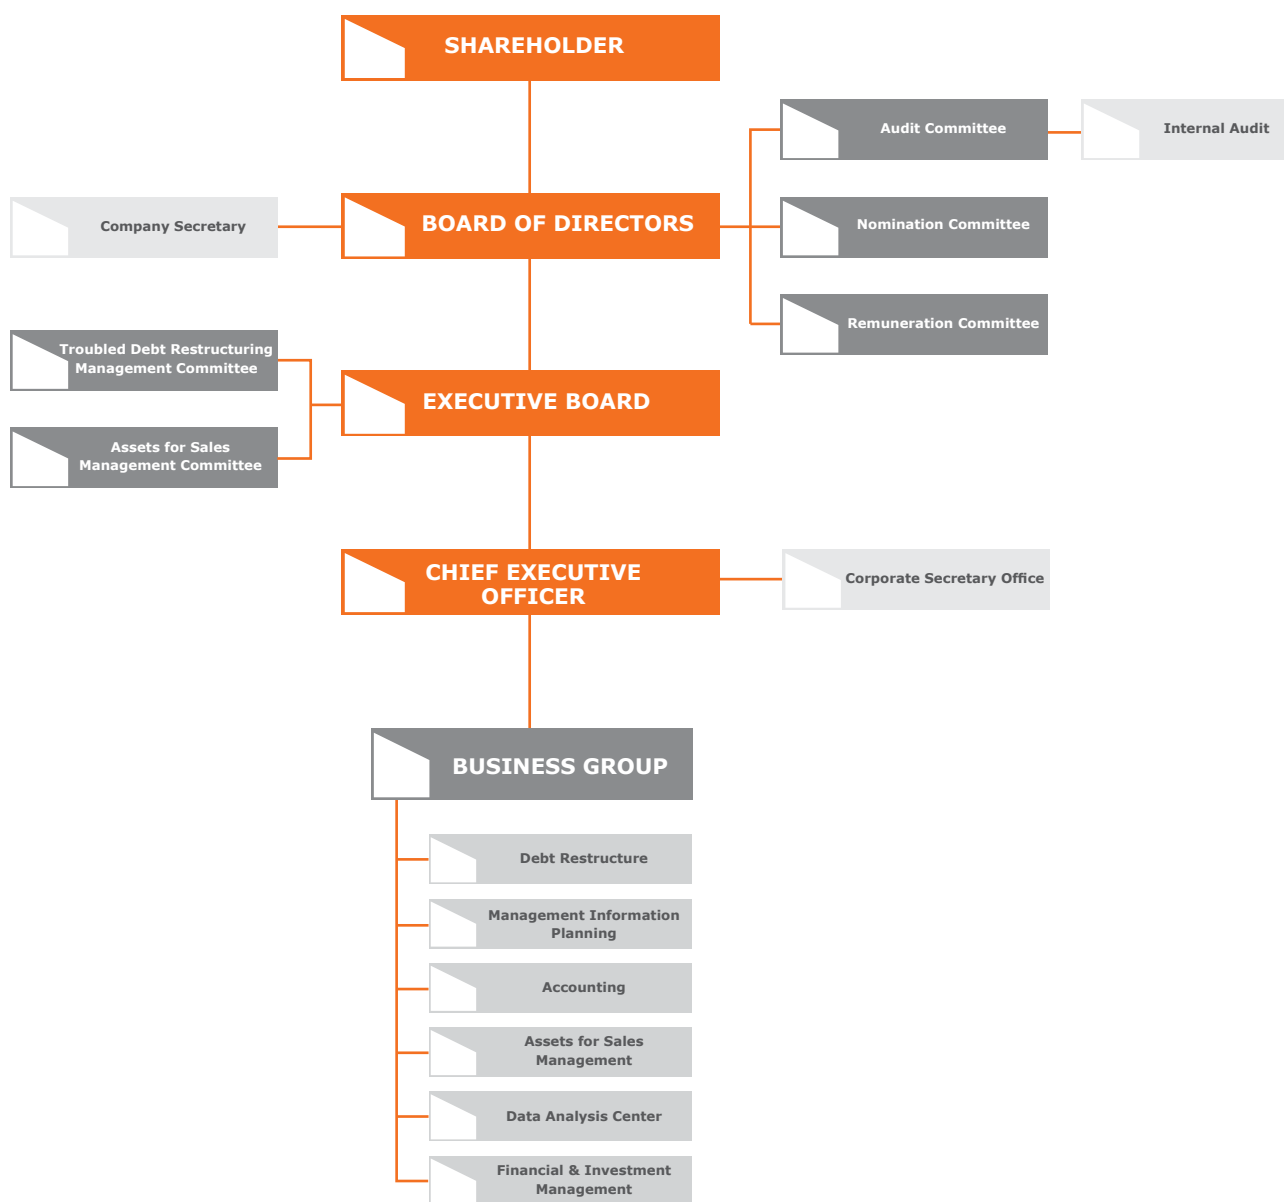 SHAREHOLDER
Audit Committee
Internal Audit
Company Secretary
BOARD OF DIRECTORS
Nomination Committee
Remuneration Committee
Troubled Debt Restructuring
Management Committee
EXECUTIVE BOARD
Assets for Sales
Management Committee
CHIEF EXECUTIVE
OFFICER
Corporate Secretary Office
BUSINESS GROUP
Debt Restructure
Management Information
Planning
Accounting
Assets for Sales
Management
Data Analysis Center
Financial & Investment
Management